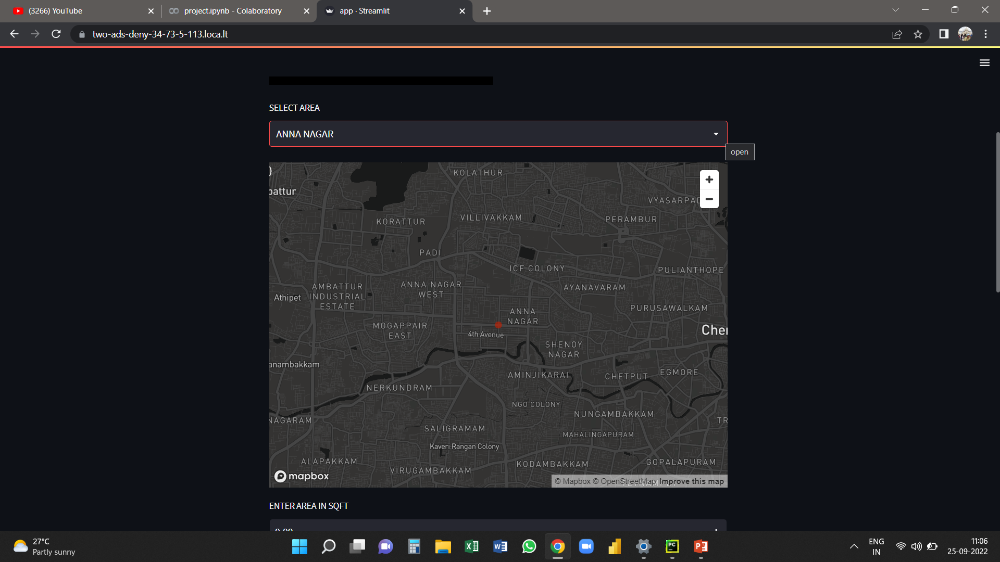 (3266) YouTube
project.ipynb - Colaboratory
app · Streamlit
two-ads-deny-34-73-5-113.loca.lt
SELECT AREA
ANNA NAGAR
open
)
KOLATHUR
battur
VYASARPAD
KORATTUR
VILLIVAKKAM
PERAMBUR
PADI
ICF COLONY
PULIANTHOPE
AMBATTUR
INDUSTRIAL
ESTATE
ANNA NAGAR
WEST
AYANAVARAM
Athipet
PURUSAWALKAM
ANNA
NAGAR
MOGAPPAIR
EAST
4th Avenue
Cher
SHENOY
NAGAR
anambakkam
AMINJIKARAI
CHETPUT
EGMORE
NERKUNDRAM
NGO COLONY
NUNGAMBAKKAM
NAGARAM
TR
SALIGRAMAM
MAHALINGAPURAM
Kaveri Rangan Colony
ALAPAKKAM
KODAMBAKKAM
GOPALAPURAM
VIRUGAMBAKKAM
mapbox
© Mapbox © OpenStreetMap Improve this map
ENTER AREA IN SQFT
0.00
27°C
Partly sunny
ENG
IN
11:06
25-09-2022